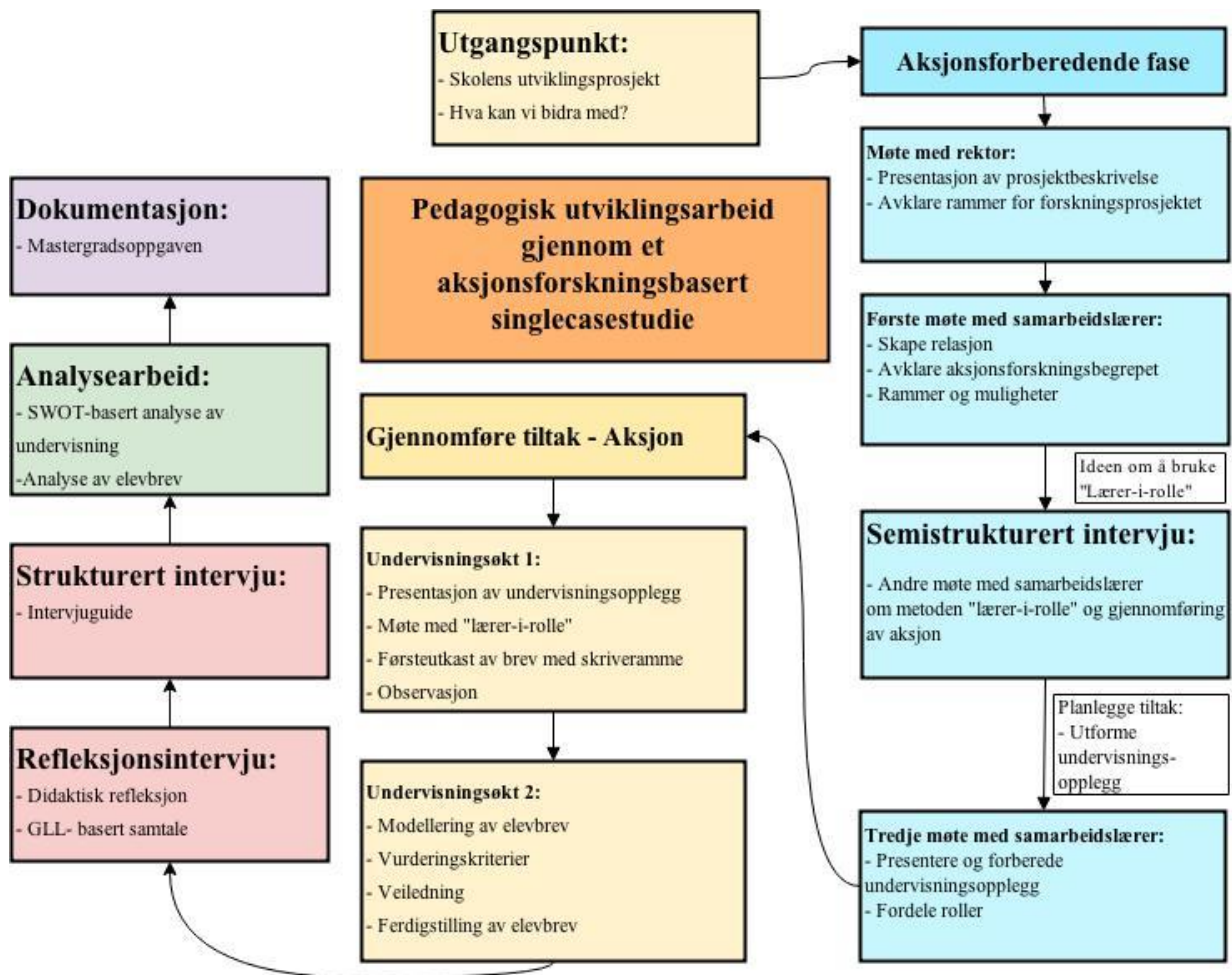 Utgangspunkt:
- Skolens utviklingsprosjekt
- Hva kan vi bidra med?
Aksjonsforberedende fase
Møte med rektor:
- Presentasjon av prosjektbeskrivelse
- Avklare rammer for forskningsprosjektet
Pedagogisk utviklingsarbeid
gjennom et
aksjonsforskningsbasert
singlecasestudie
Første møte med samarbeidslærer:
- Skape relasjon
- Avklare aksjonsforskningsbegrepet
- Rammer og muligheter
Ideen om å bruke
"Lærer-i-rolle"
Semistrukturert intervju:
- Andre møte med samarbeidslærer
om metoden "lærer-i-rolle" og gjennomføring
av aksjon
Planlegge tiltak:
- Utforme
undervisnings-
opplegg
Tredje møte med samarbeidslærer:
- Presentere og forberede
undervisningsopplegg
- Fordele roller
Gjennomføre tiltak - Aksjon
Undervisningsøkt 1:
- Presentasjon av undervisningsopplegg
- Møte med "lærer-i-rolle"
- Førsteutkast av brev med skriveramme
- Observasjon
Undervisningsøkt 2:
- Modellering av elevbrev
- Vurderingskriterier
- Veiledning
- Ferdigstilling av elevbrev
Refleksjonsintervju:
- Didaktisk refleksjon
- GLL- basert samtale
Strukturert intervju:
- Intervjuguide
Analysearbeid:
- SWOT-basert analyse av
undervisning
-Analyse av elevbrev
Dokumentasjon:
- Mastergradsoppgaven